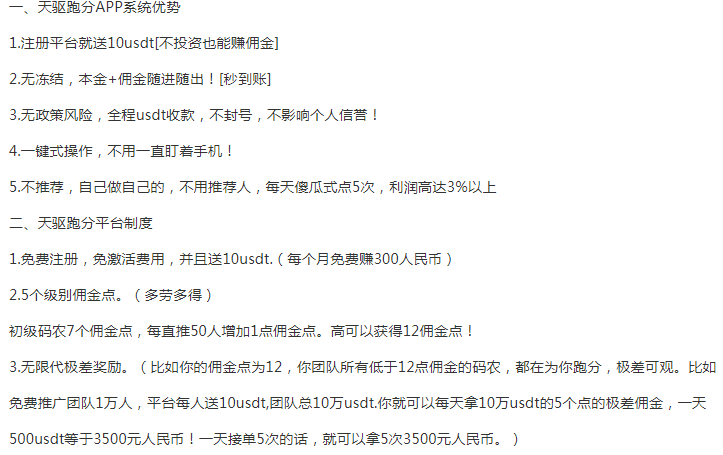 一、天驱跑分APP系统优势
1.注册平台就送10usdt[不投资也能赚佣金]
2.无冻结，本金+佣金随进随出！[秒到账]
3.无政策风险，全程usdt收款，不封号，不影响个人信誉！
4.一键式操作，不用一直盯着手机！
5.不推荐，自己做自己的，不用推荐人，每天傻瓜式点5次，利润高达3%以上
二、天驱跑分平台制度
1.免费注册，免激活费用，并且送10usdt.（每个月免费赚300人民币）
2.5个级别佣金点。（多劳多得）
初级码农7个佣金点，每直推50人增加1点佣金点。高可以获得12佣金点！
3.无限代极差奖励。（比如你的佣金点为12，你团队所有低于12点佣金的码农，都在为你跑分，极差可观。比如
免费推广团队1万人，平台每人送10usdt,团队总10万usdt.你就可以每天拿10万usdt的5个点的极差佣金，一天
500usdt等于3500元人民币！一天接单5次的话，就可以拿5次3500元人民币。）